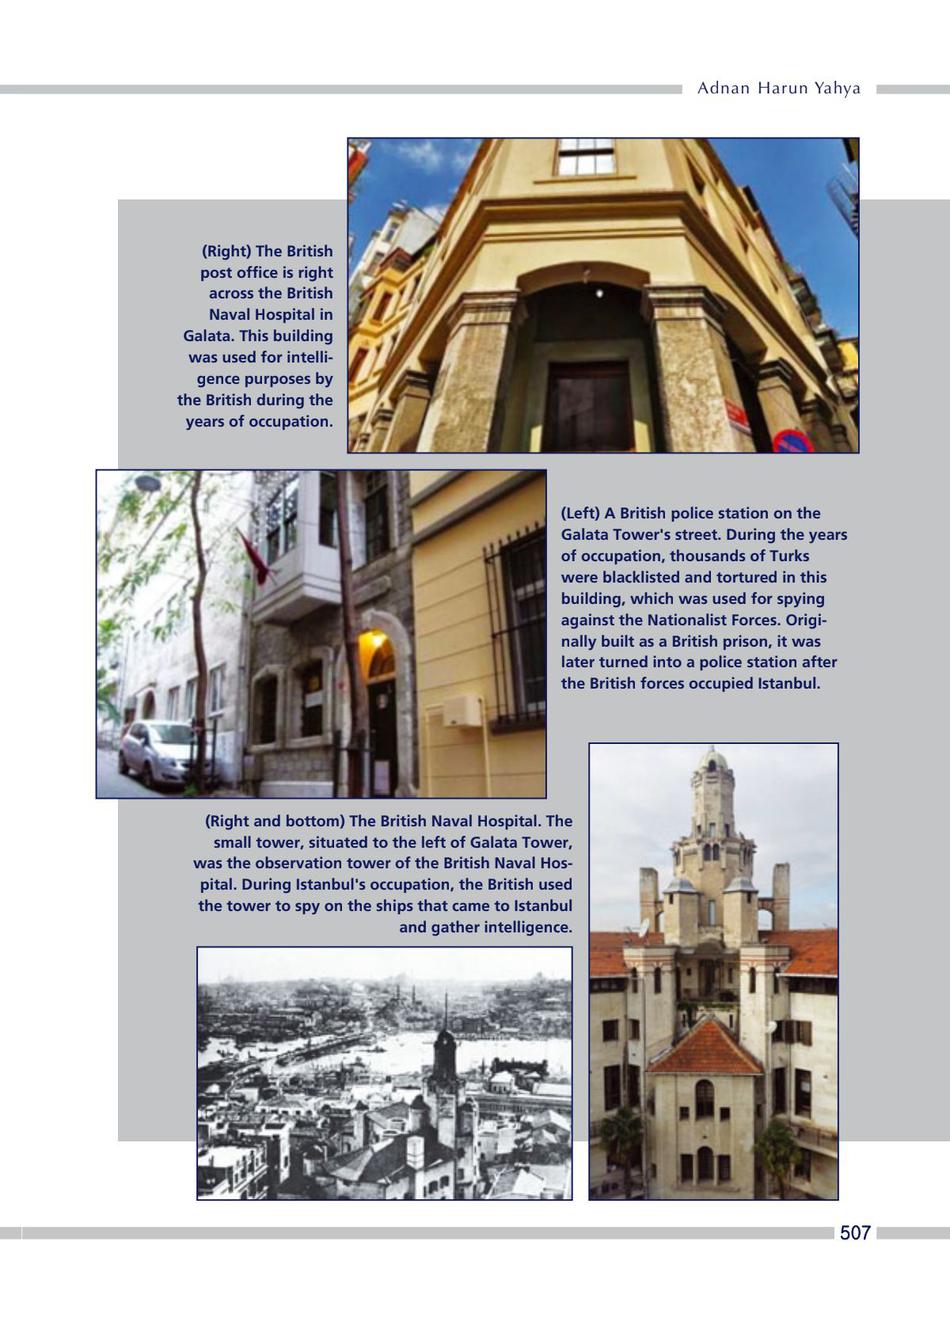 Adnan Harun Yahya
(Right) The British
post office is right
across the British
Naval Hospital in
Galata. This building
was used for intelli-
gence purposes by
the British during the
years of occupation.
(Left) A British police station on the
Galata Tower's street. During the years
of occupation, thousands of Turks
were blacklisted and tortured in this
building, which was used for spying
against the Nationalist Forces. Origi-
nally built as a British prison, it was
later turned into a police station after
the British forces occupied Istanbul.
(Right and bottom) The British Naval Hospital. The
small tower, situated to the left of Galata Tower,
was the observation tower of the British Naval Hos-
pital. During Istanbul's occupation, the British used
the tower to spy on the ships that came to Istanbul
and gather intelligence.
507